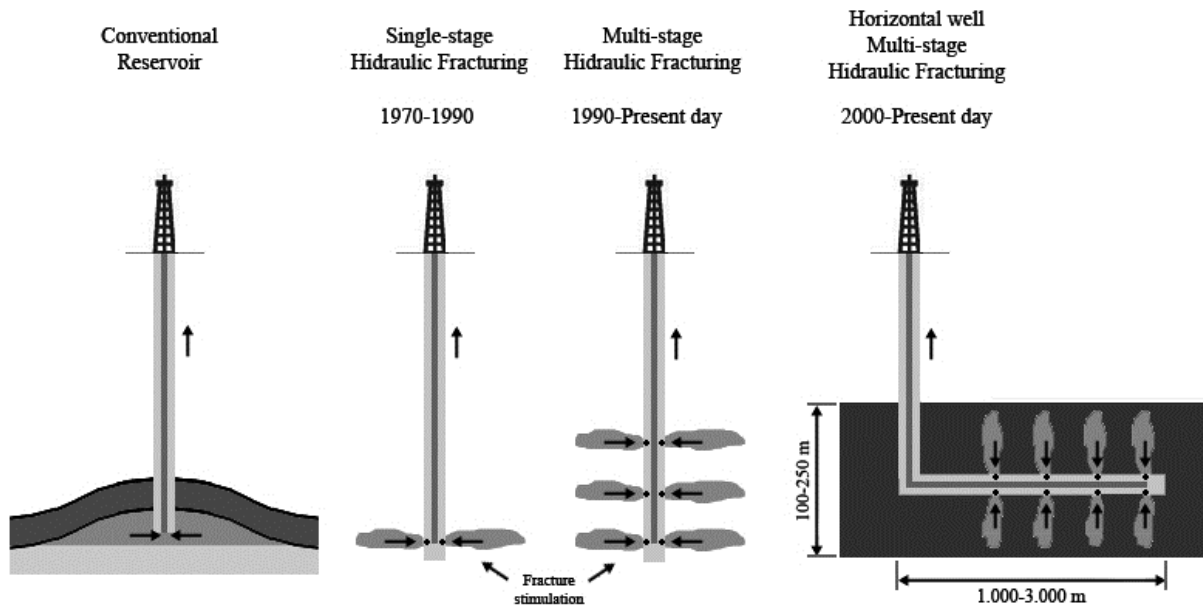 Conventional
Reservoir
Single-stage
Hidraulic Fracturing
1970-1990
Multi-stage
Hidraulic Fracturing
1990-Present day
Horizontal well
Multi-stage
Hidraulic Fracturing
2000-Present day
100-250 m
Fracture
stimulation
1.000-3.000 m